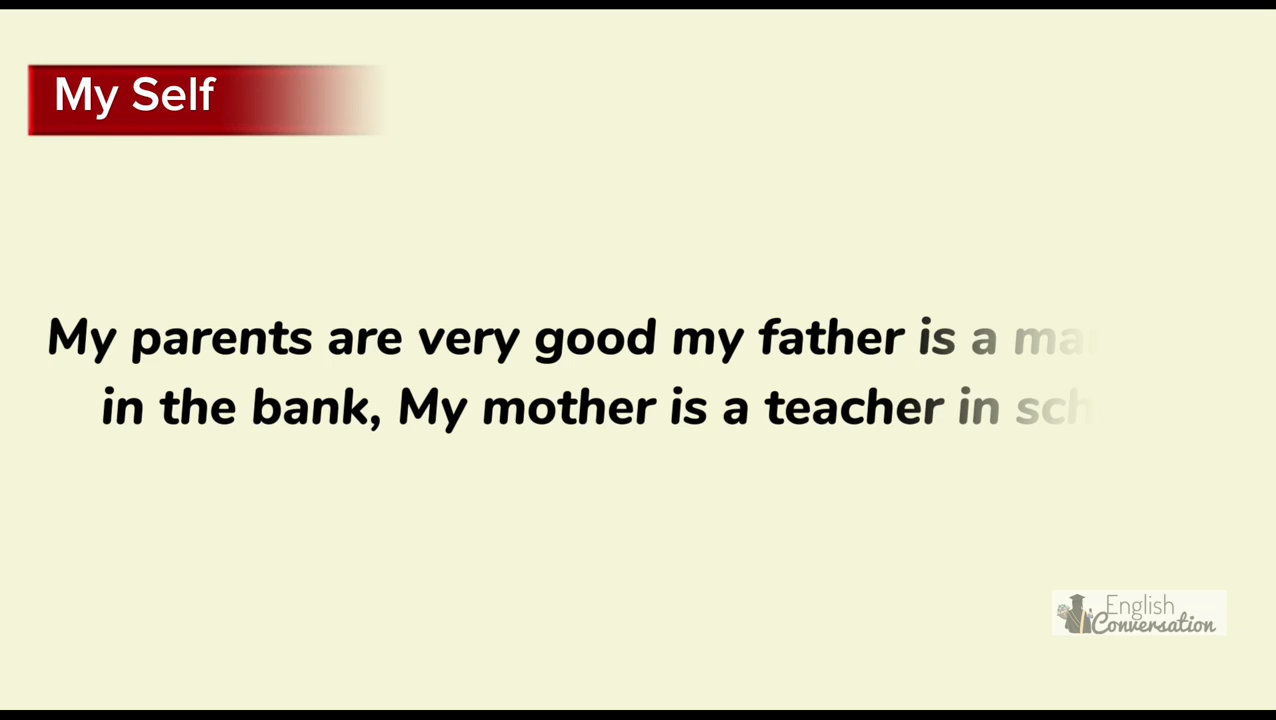 My Self
My parents are very good my father is a
in the bank, My mother is a teacher in
English
Conversation